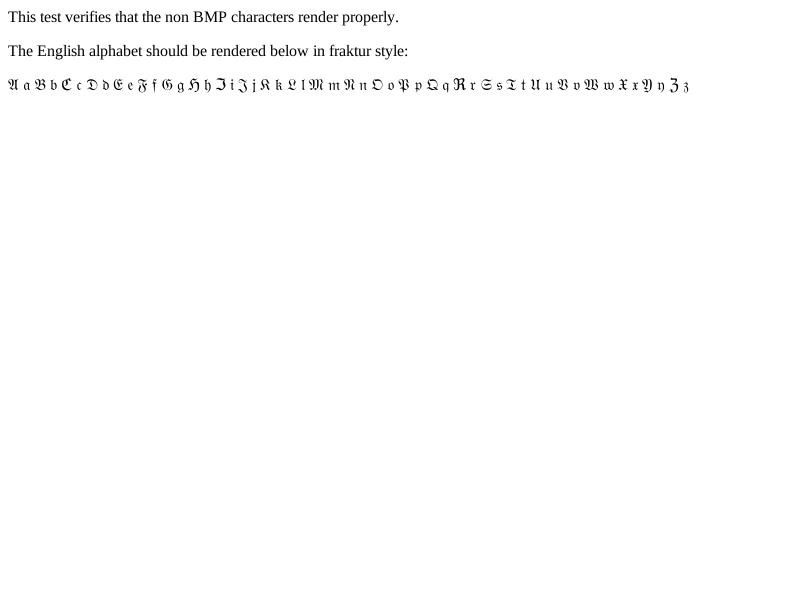 This test verifies that the non BMP characters render properly.
The English alphabet should be rendered below in fraktur style:
𝔄 𝔞 𝔅 𝔟 ℭ 𝔠 𝔇 𝔡 𝔈 𝔢 𝔉 𝔣 𝔊 𝔤 ℌ 𝔥 ℑ 𝔦 𝔍 𝔧 𝔎 𝔨 𝔏 𝔩 𝔐 𝔪 𝔑 𝔫 𝔒 𝔬 𝔓 𝔭 𝔔 𝔮 ℜ 𝔯 𝔖 𝔰 𝔗 𝔱 𝔘 𝔲 𝔙 𝔳 𝔚 𝔴 𝔛 𝔵 𝔜 𝔶 ℨ 𝔷